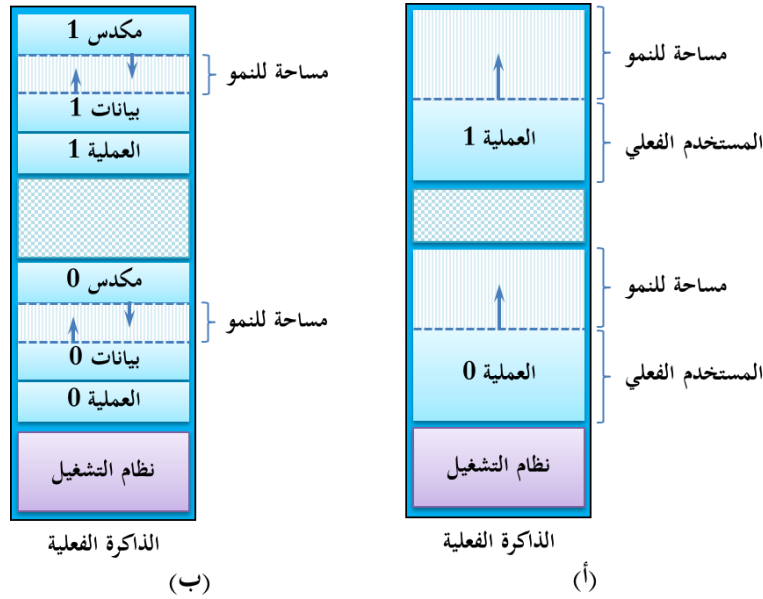 مساحة للنمو
العملية 1
المستخدم الفعلي
مساحة للنمو
العملية 0
المستخدم الفعلي
نظام التشغيل
الذاكرة الفعلية
(أ)
مكدس 1
مساحة للنمو
بيانات 1
العملية 1
مكدس 0
مساحة للنمو
بيانات 0
العملية 0
نظام التشغيل
الذاكرة الفعلية
(ب)